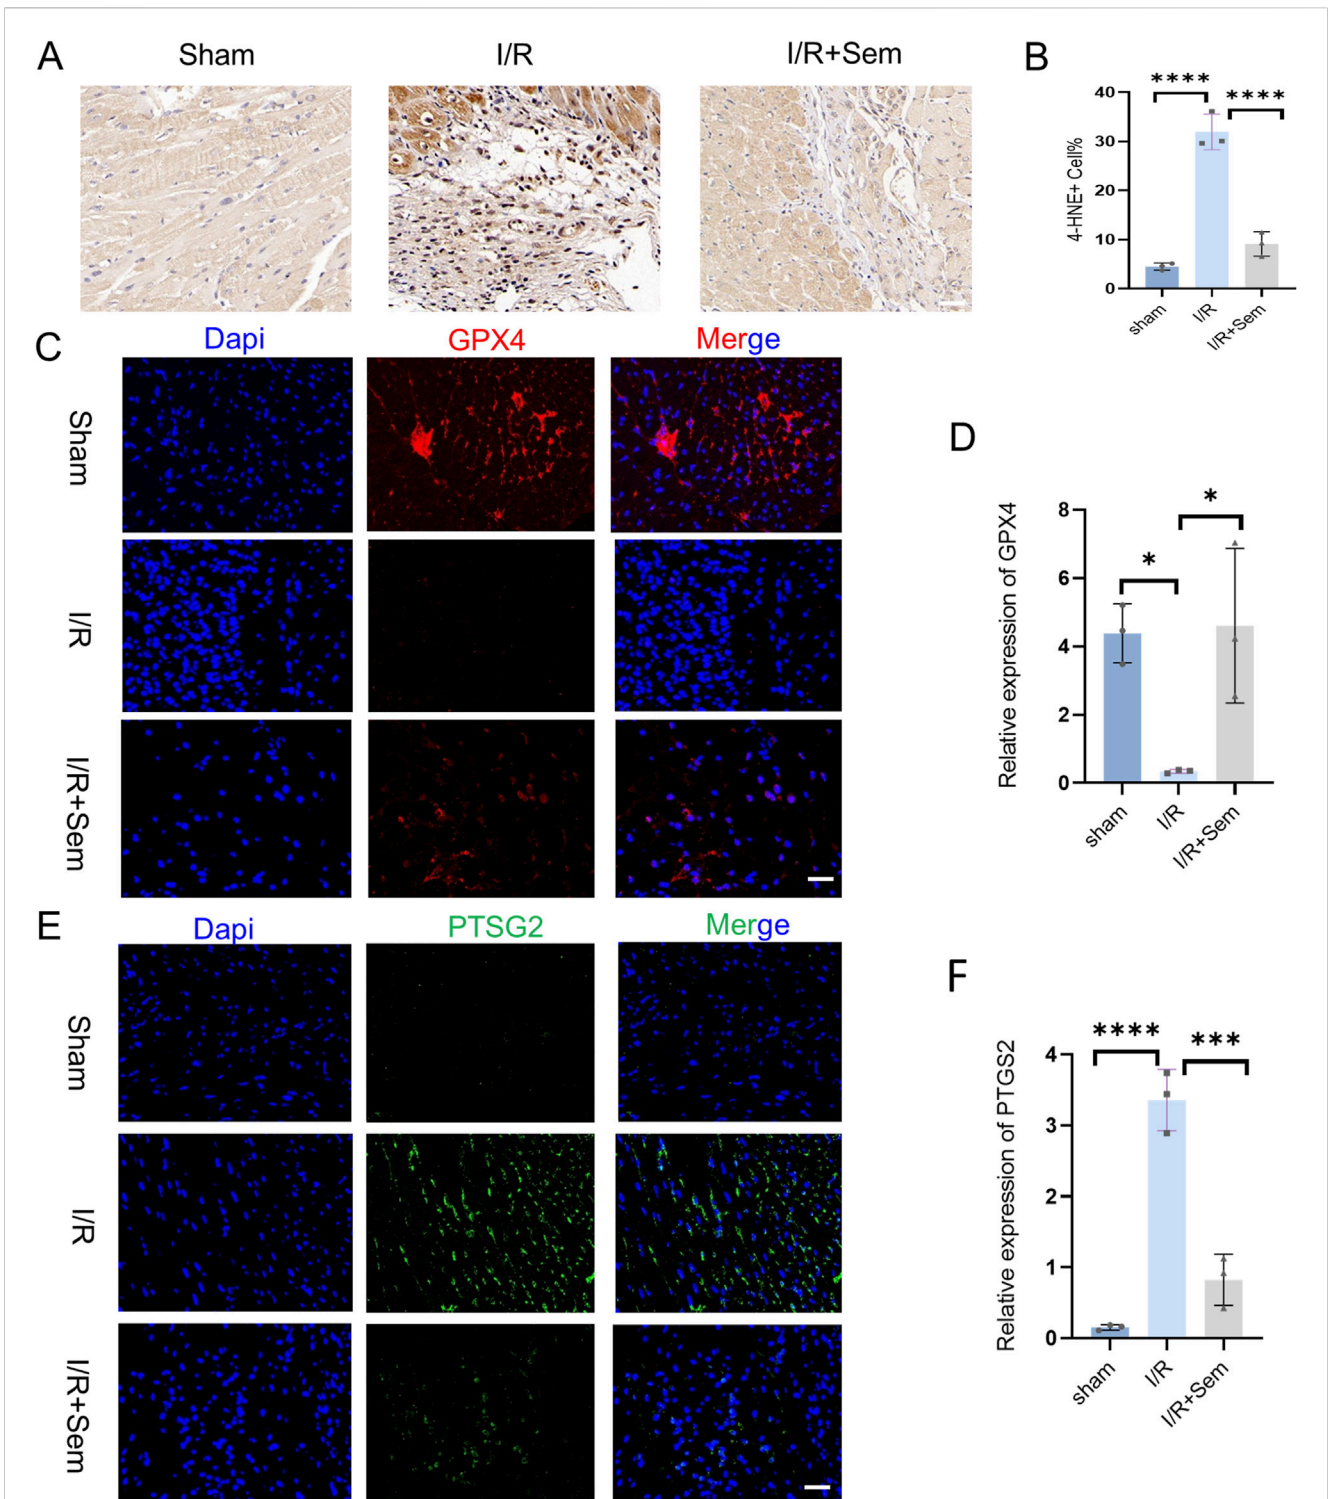 A
Sham
I/R
I/R+Sem
B
****
****
4-HNE+ Cell%
40
30
20
10
0
sham
I/R
I/R+Sem
C
Dapi
GPX4
Merge
Sham
I/R
I/R+Sem
D
*
*
Relative expression of GPX4
8
6
4
2
0
sham
I/R
I/R+Sem
E
Dapi
PTSG2
Merge
Sham
I/R
I/R+Sem
F
****
***
Relative expression of PTGS2
4
3
2
1
0
sham
I/R
I/R+Sem